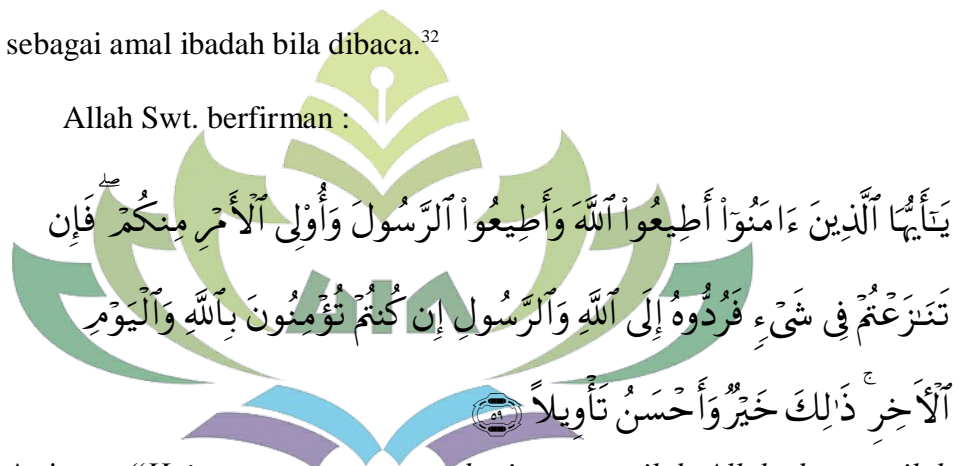 sebagai amal ibadah bila dibaca.³²
Allah Swt. berfirman :
يَـٰٓأَيُّهَا ٱلَّذِينَ ءَامَنُوٓاْ أَطِيعُواْ ٱللَّهَ وَأَطِيعُواْ ٱلرَّسُولَ وَأُوْلِى ٱلْأَمْرِ مِنكُمْ ۖ فَإِن
تَنَـٰزَعْتُمْ فِى شَىْءٍ فَرُدُّوهُ إِلَى ٱللَّهِ وَٱلرَّسُولِ إِن كُنتُمْ تُؤْمِنُونَ بِٱللَّهِ وَٱلْيَوْمِ
ٱلْأَخِرِ ۚ ذَٰلِكَ خَيْرٌ وَأَحْسَنُ تَأْوِيلاً ۝٥٩